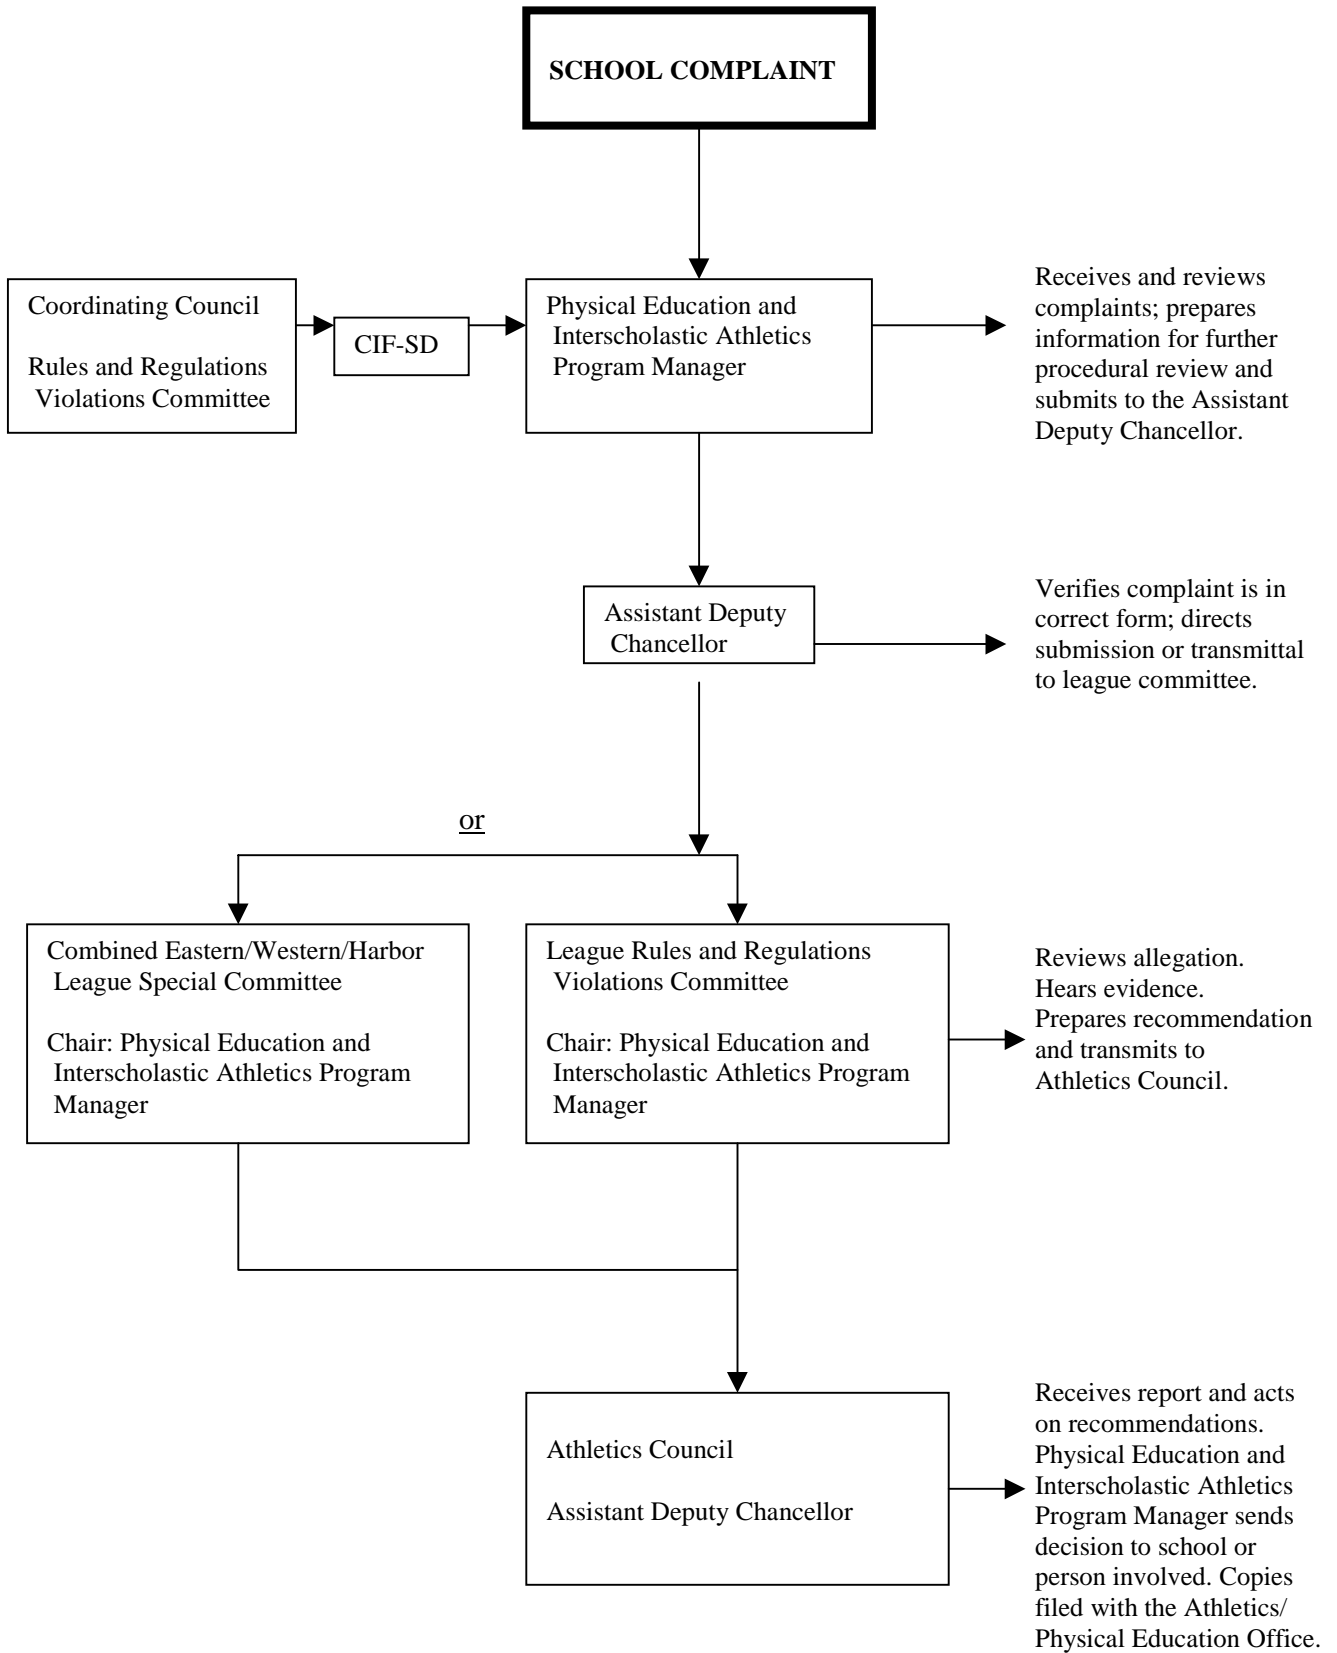 SCHOOL COMPLAINT
Coordinating Council
Rules and Regulations
Violations Committee
CIF-SD
Physical Education and
Interscholastic Athletics
Program Manager
Receives and reviews
complaints; prepares
information for further
procedural review and
submits to the Assistant
Deputy Chancellor.
Assistant Deputy
Chancellor
Verifies complaint is in
correct form; directs
submission or transmittal
to league committee.
or
Combined Eastern/Western/Harbor
League Special Committee
Chair: Physical Education and
Interscholastic Athletics Program
Manager
League Rules and Regulations
Violations Committee
Chair: Physical Education and
Interscholastic Athletics Program
Manager
Reviews allegation.
Hears evidence.
Prepares recommendation
and transmits to
Athletics Council.
Athletics Council
Assistant Deputy Chancellor
Receives report and acts
on recommendations.
Physical Education and
Interscholastic Athletics
Program Manager sends
decision to school or
person involved. Copies
filed with the Athletics/
Physical Education Office.